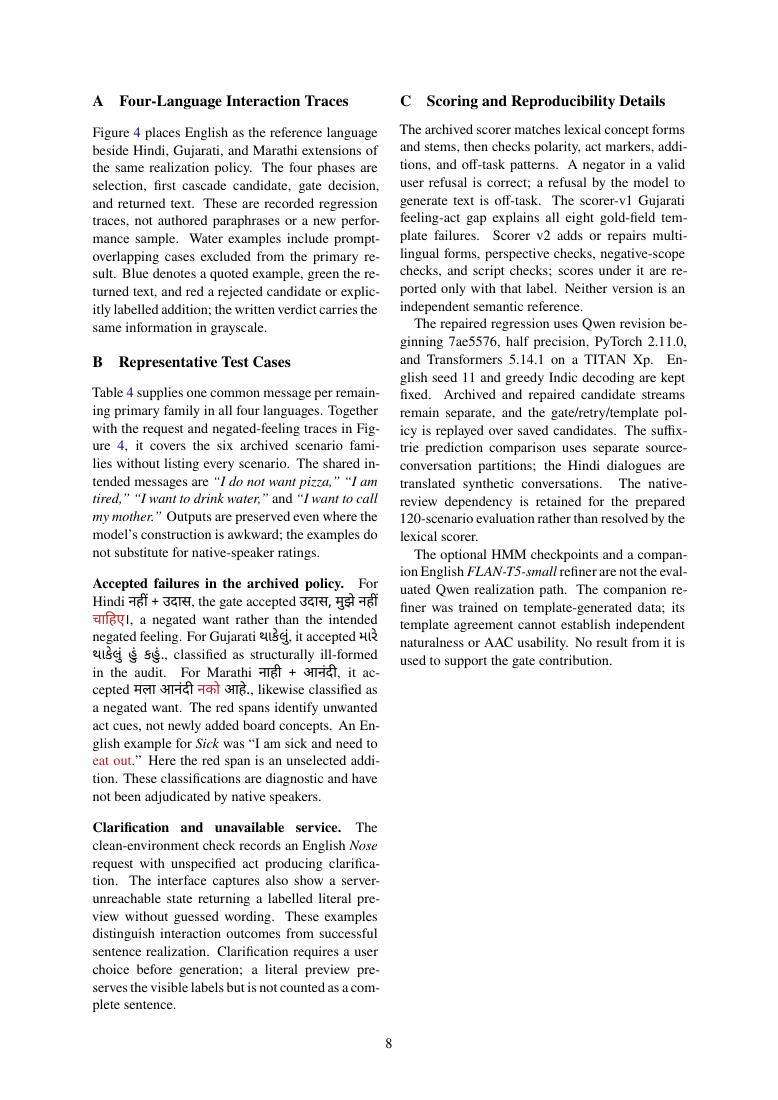 A Four-Language Interaction Traces
Figure 4 places English as the reference language
beside Hindi, Gujarati, and Marathi extensions of
the same realization policy. The four phases are
selection, first cascade candidate, gate decision,
and returned text. These are recorded regression
traces, not authored paraphrases or a new perfor-
mance sample. Water examples include prompt-
overlapping cases excluded from the primary re-
sult. Blue denotes a quoted example, green the re-
turned text, and red a rejected candidate or explic-
itly labelled addition; the written verdict carries the
same information in grayscale.
B Representative Test Cases
Table 4 supplies one common message per remain-
ing primary family in all four languages. Together
with the request and negated-feeling traces in Fig-
ure 4, it covers the six archived scenario fami-
lies without listing every scenario. The shared in-
tended messages are “I do not want pizza,” “I am
tired,” “I want to drink water,” and “I want to call
my mother.” Outputs are preserved even where the
model’s construction is awkward; the examples do
not substitute for native-speaker ratings.
Accepted failures in the archived policy. For
Hindi नहीं + उदास, the gate accepted उदास, मुझे नहीं
चाहिए।, a negated want rather than the intended
negated feeling. For Gujarati થાકેલું, it accepted મારે
થાકેલું હું કહું., classified as structurally ill-formed
in the audit. For Marathi नाही + आनंदी, it ac-
cepted मला आनंदी नको आहे., likewise classified as
a negated want. The red spans identify unwanted
act cues, not newly added board concepts. An En-
glish example for Sick was “I am sick and need to
eat out.” Here the red span is an unselected addi-
tion. These classifications are diagnostic and have
not been adjudicated by native speakers.
Clarification and unavailable service. The
clean-environment check records an English Nose
request with unspecified act producing clarifica-
tion. The interface captures also show a server-
unreachable state returning a labelled literal pre-
view without guessed wording. These examples
distinguish interaction outcomes from successful
sentence realization. Clarification requires a user
choice before generation; a literal preview pre-
serves the visible labels but is not counted as a com-
plete sentence.
C Scoring and Reproducibility Details
The archived scorer matches lexical concept forms
and stems, then checks polarity, act markers, addi-
tions, and off-task patterns. A negator in a valid
user refusal is correct; a refusal by the model to
generate text is off-task. The scorer-v1 Gujarati
feeling-act gap explains all eight gold-field tem-
plate failures. Scorer v2 adds or repairs multi-
lingual forms, perspective checks, negative-scope
checks, and script checks; scores under it are re-
ported only with that label. Neither version is an
independent semantic reference.
The repaired regression uses Qwen revision be-
ginning 7ae5576, half precision, PyTorch 2.11.0,
and Transformers 5.14.1 on a TITAN Xp. En-
glish seed 11 and greedy Indic decoding are kept
fixed. Archived and repaired candidate streams
remain separate, and the gate/retry/template pol-
icy is replayed over saved candidates. The suffix-
trie prediction comparison uses separate source-
conversation partitions; the Hindi dialogues are
translated synthetic conversations. The native-
review dependency is retained for the prepared
120-scenario evaluation rather than resolved by the
lexical scorer.
The optional HMM checkpoints and a compan-
ion English FLAN-T5-small refiner are not the eval-
uated Qwen realization path. The companion re-
finer was trained on template-generated data; its
template agreement cannot establish independent
naturalness or AAC usability. No result from it is
used to support the gate contribution.
8